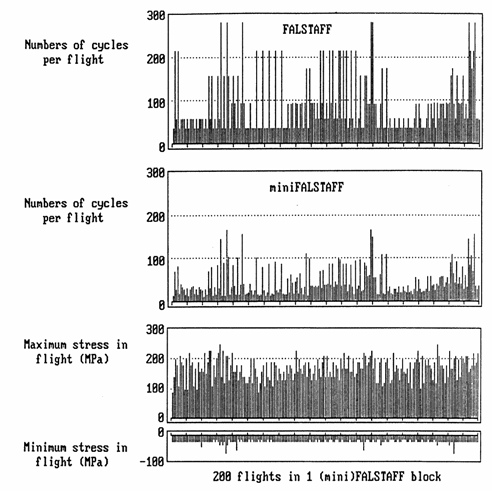 300
FALSTAFF
Numbers of cycles
per flight
200
100
0
300
miniFALSTAFF
Numbers of cycles
per flight
200
100
0
300
Maximum stress in
flight (MPa)
200
100
0
0
Minimum stress in
flight (MPa)
-100
200 flights in 1 (mini)FALSTAFF block